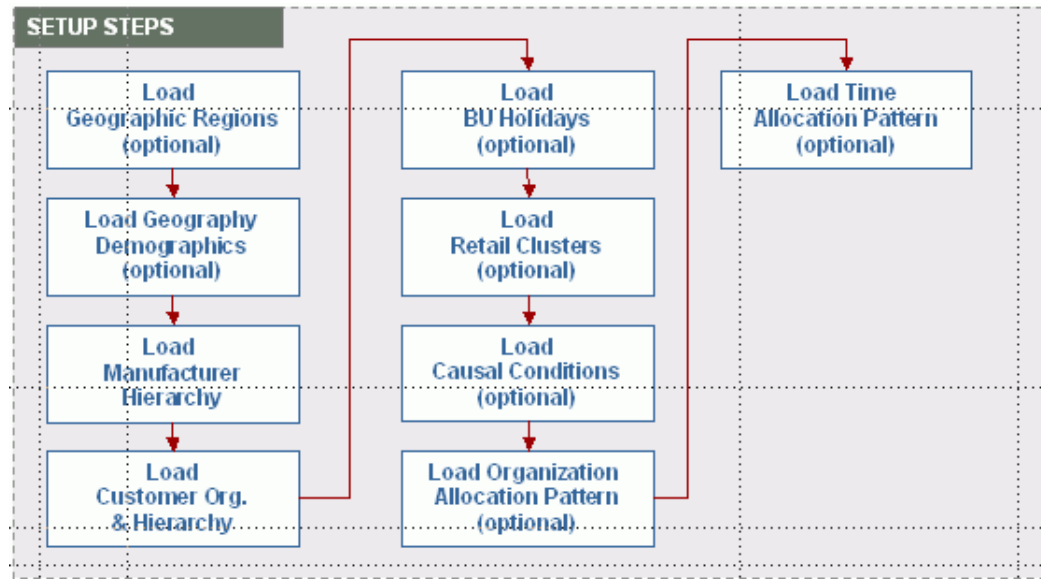 SETUP STEPS
Load
Geographic Regions
(optional)
Load Geography
Demographics
(optional)
Load
Manufacturer
Hierarchy
Load
Customer Org.
& Hierarchy
Load
BU Holidays
(optional)
Load
Retail Clusters
(optional)
Load
Causal Conditions
(optional)
Load Organization
Allocation Pattern
(optional)
Load Time
Allocation Pattern
(optional)